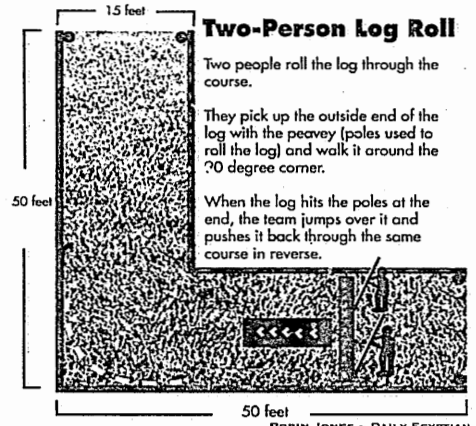 15 feet
Two-Person Log Roll
Two people roll the log through the
course.
They pick up the outside end of the
log with the peavey (poles used to
roll the log) and walk it around the
90 degree corner.
When the log hits the poles at the
end, the team jumps over it and
pushes it back through the same
course in reverse.
50 feet
50 feet
ROBIN JONES - DAILY EGYPTIAN